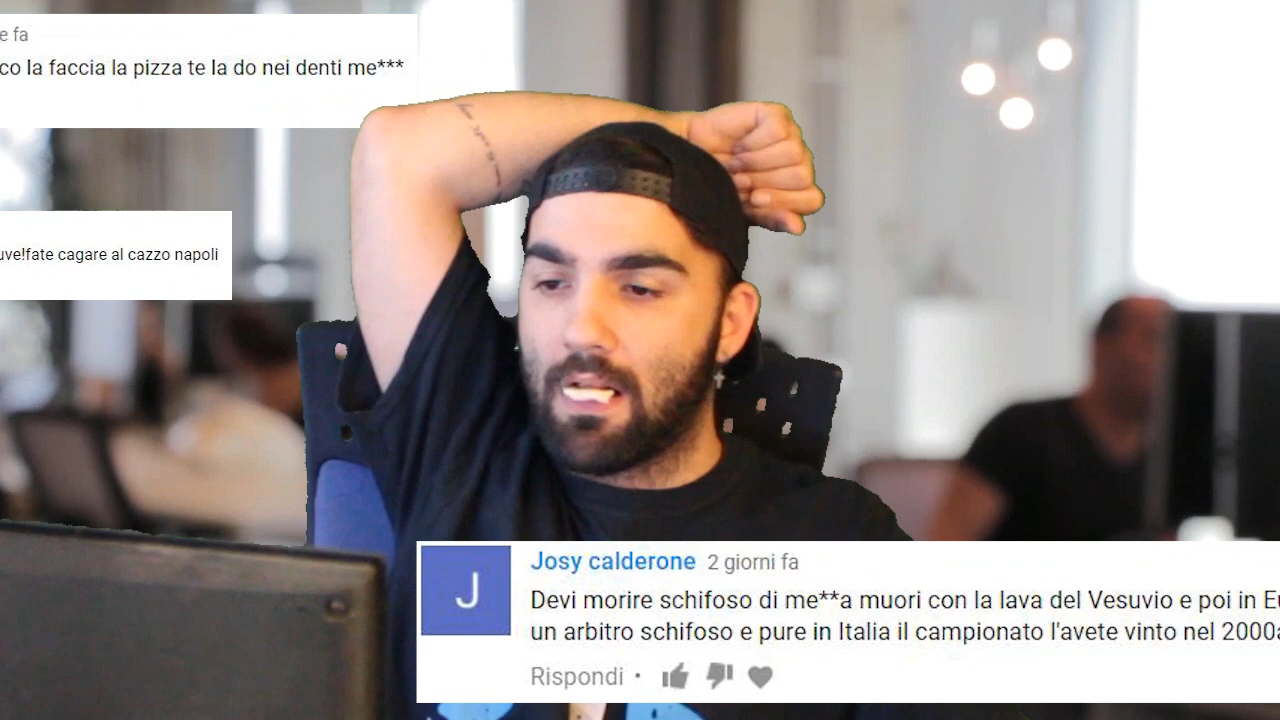 e fa
co la faccia la pizza te la do nei denti me***
uve!fate cagare al cazzo napoli
J
Josy calderone 2 giorni fa
Devi morire schifoso di me**a muori con la lava del Vesuvio e poi in
un arbitro schifoso e pure in Italia il campionato l'avete vinto nel 2000
Rispondi •